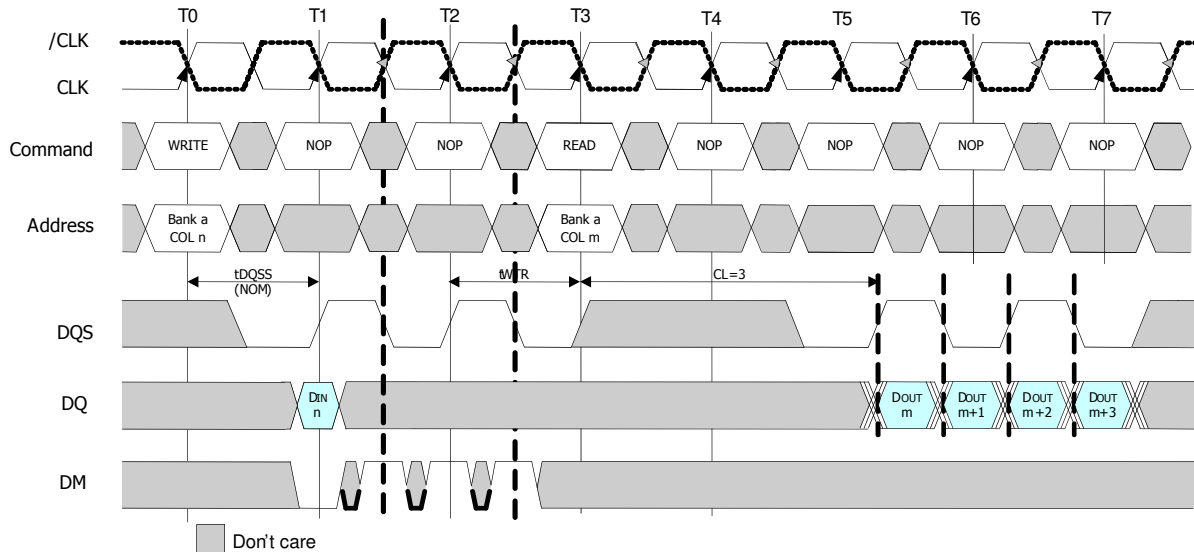 T0 T1 T2 T3 T4 T5 T6 T7
/CLK
CLK
Command WRITE NOP NOP READ NOP NOP NOP NOP
Address Bank a COL n Bank a COL m
tDQSS (NOM) tWTR CL=3
DQS
DQ DIN n DOUT m DOUT m+1 DOUT m+2 DOUT m+3
DM
Don't care